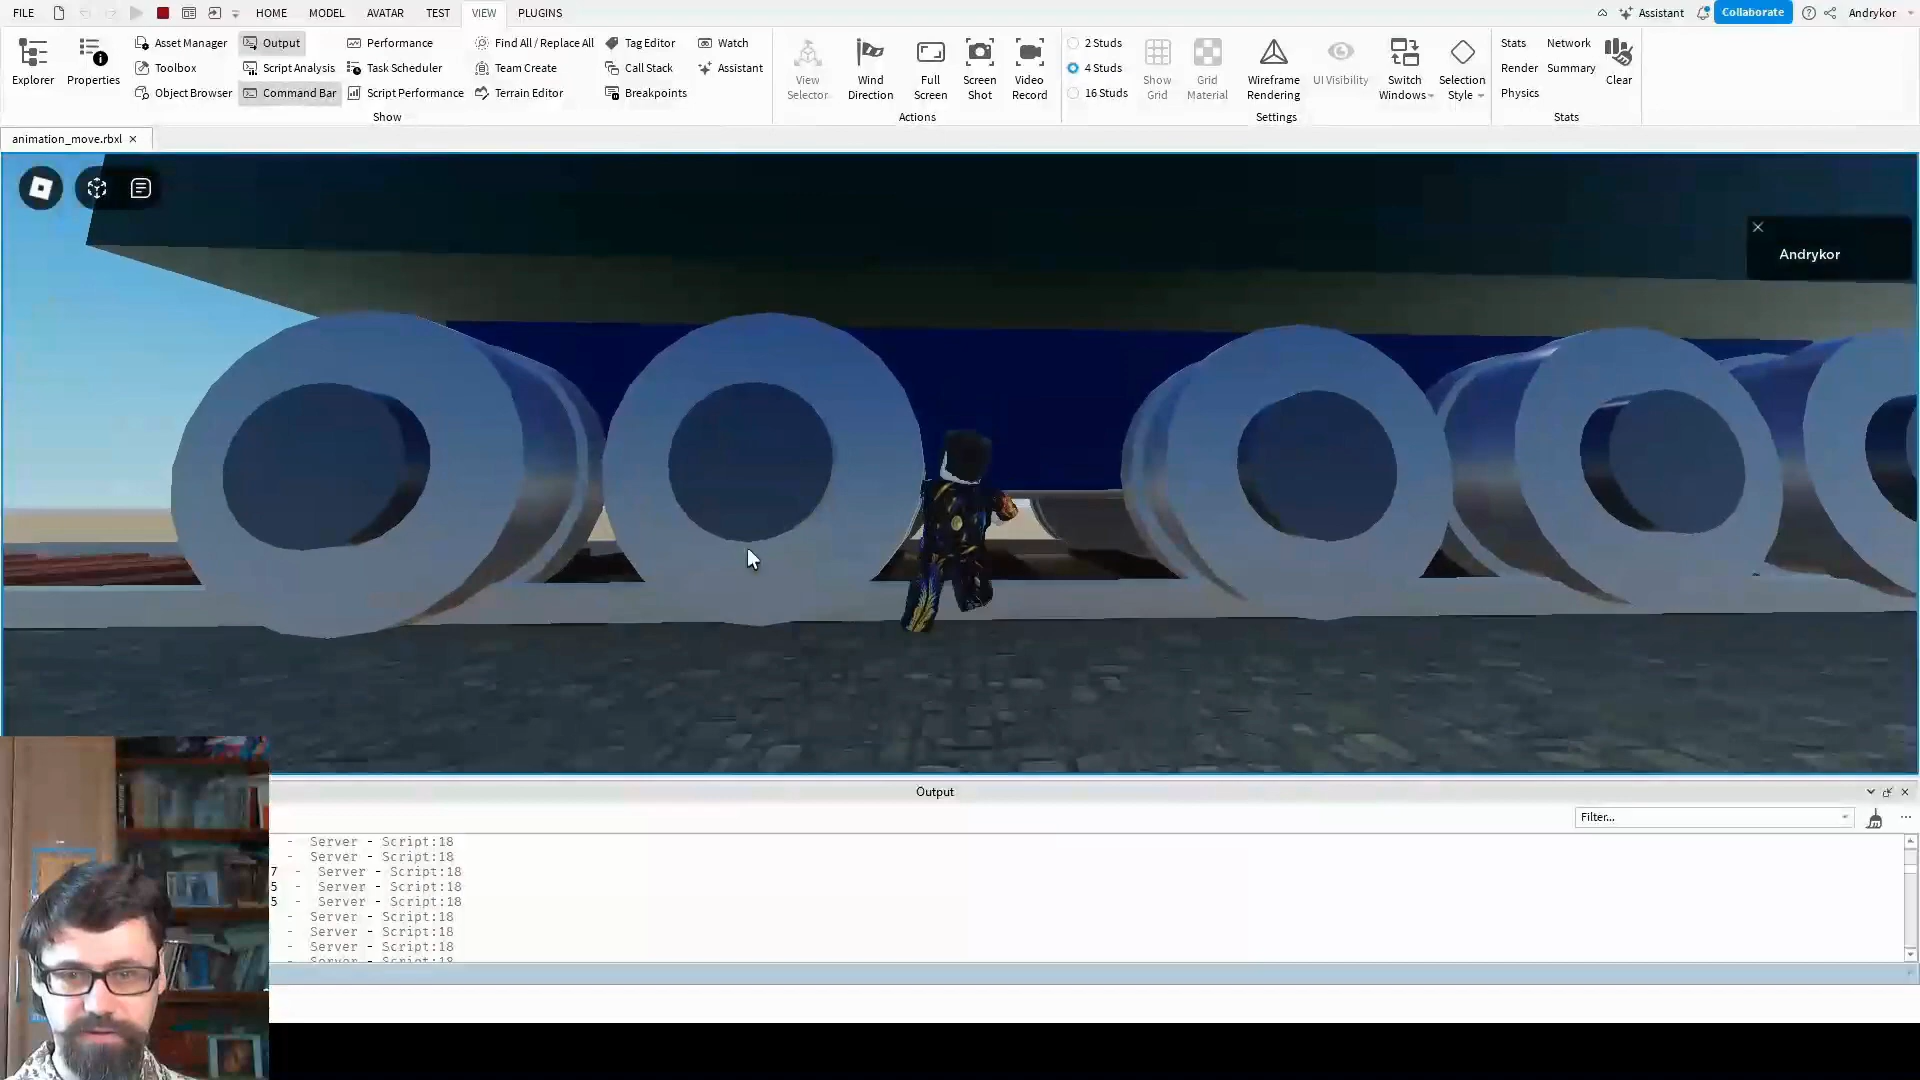 FILE HOME MODEL AVATAR TEST VIEW PLUGINS Assistant Collaborate Andrykor
Explorer
Properties
Asset Manager
Toolbox
Object Browser
Output
Script Analysis
Command Bar
Performance
Task Scheduler
Script Performance
Find All / Replace All
Team Create
Terrain Editor
Tag Editor
Call Stack
Breakpoints
Watch
Assistant
Show
View
Selector
Wind
Direction
Full
Screen
Screen
Shot
Video
Record
Actions
2 Studs
4 Studs
16 Studs
Show
Grid
Grid
Material
Wireframe
Rendering
UI Visibility
Switch
Windows
Selection
Style
Settings
Stats
Render
Physics
Network
Summary
Clear
Stats
animation_move.rbxl
Andrykor
Output
Filter...
- Server - Script:18
- Server - Script:18
7 - Server - Script:18
5 - Server - Script:18
5 - Server - Script:18
- Server - Script:18
- Server - Script:18
- Server - Script:18
- Server - Script:18